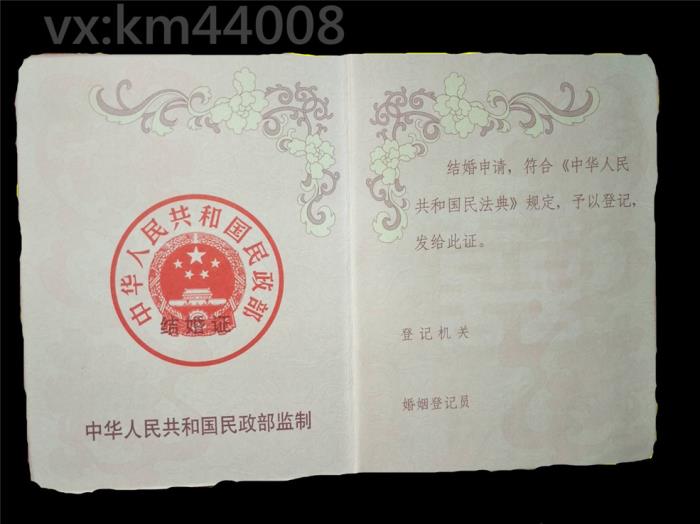 vx:km44008
中华人民共和国民政部
结婚证
中华人民共和国民政部监制
结婚申请，符合《中华人民
共和国民法典》规定，予以登记，
发给此证。
登记机关
婚姻登记员